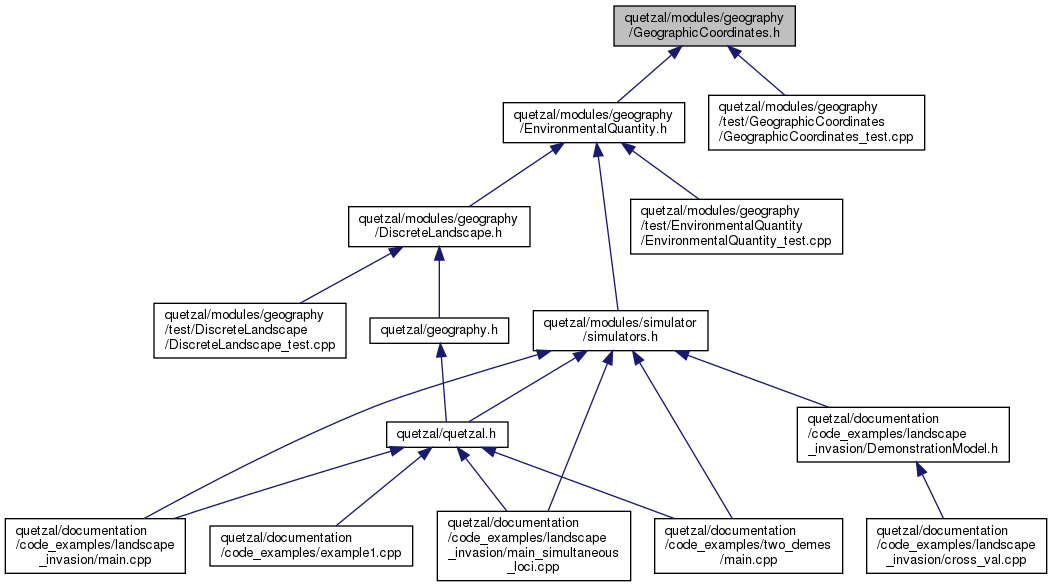 quetzal/modules/geography
/GeographicCoordinates.h
quetzal/modules/geography
/EnvironmentalQuantity.h
quetzal/modules/geography
/test/GeographicCoordinates
/GeographicCoordinates_test.cpp
quetzal/modules/geography
/DiscreteLandscape.h
quetzal/modules/geography
/test/EnvironmentalQuantity
/EnvironmentalQuantity_test.cpp
quetzal/modules/geography
/test/DiscreteLandscape
/DiscreteLandscape_test.cpp
quetzal/geography.h
quetzal/modules/simulator
/simulators.h
quetzal/quetzal.h
quetzal/documentation
/code_examples/landscape
_invasion/DemonstrationModel.h
quetzal/documentation
/code_examples/landscape
_invasion/main.cpp
quetzal/documentation
/code_examples/example1.cpp
quetzal/documentation
/code_examples/landscape
_invasion/main_simultaneous
_loci.cpp
quetzal/documentation
/code_examples/two_demes
/main.cpp
quetzal/documentation
/code_examples/landscape
_invasion/cross_val.cpp